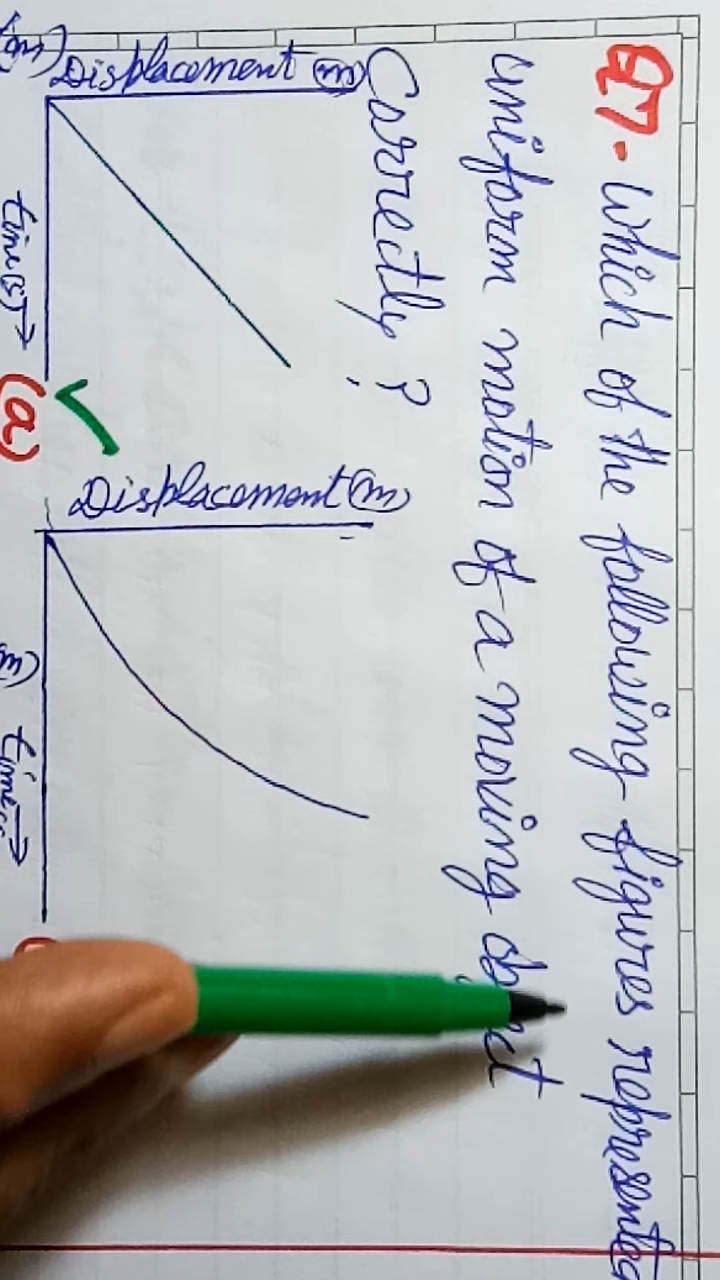 Q7- Which of the following figures represented
uniform motion of a moving object
Correctly ?
Displacement (m)
time(s) →
(a)
Displacement (m)
time
(m)
(m)